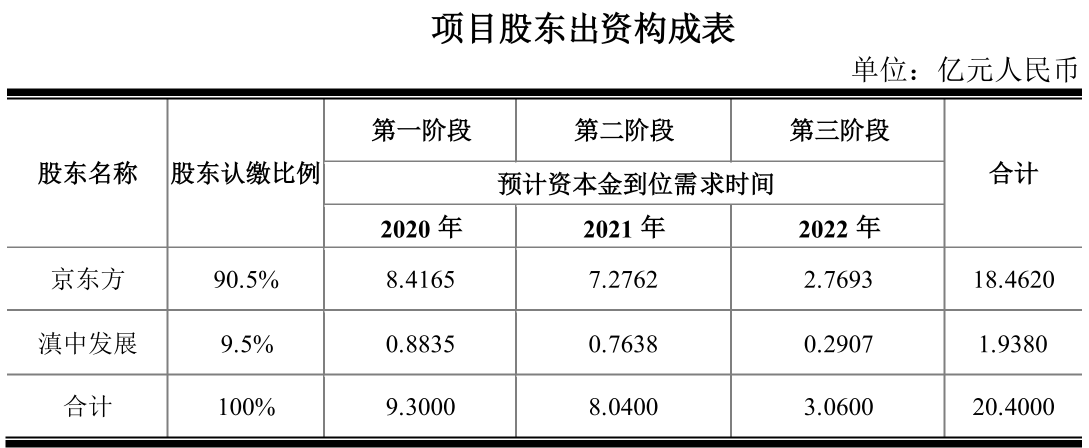 项目股东出资构成表
单位：亿元人民币
股东名称 股东认缴比例 第一阶段 第二阶段 第三阶段 合计
预计资本金到位需求时间
2020 年 2021 年 2022 年
京东方 90.5% 8.4165 7.2762 2.7693 18.4620
滇中发展 9.5% 0.8835 0.7638 0.2907 1.9380
合计 100% 9.3000 8.0400 3.0600 20.4000